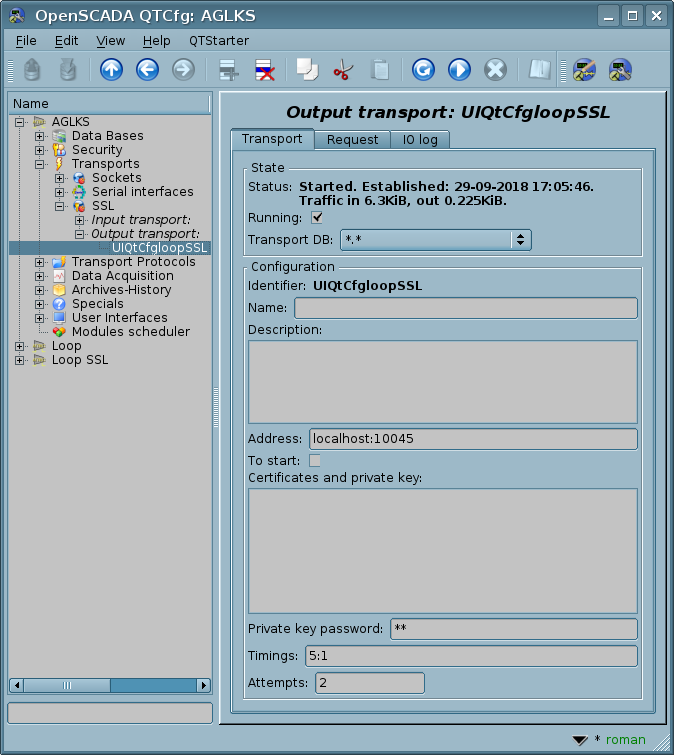 OpenSCADA QTCfg: AGLKS
File Edit View Help QTStarter
Name
AGLKS
Data Bases
Security
Transports
Sockets
Serial interfaces
SSL
Input transport:
Output transport:
UIQtCfgloopSSL
Transport Protocols
Data Acquisition
Archives-History
Specials
User Interfaces
Modules scheduler
Loop
Loop SSL
Output transport: UIQtCfgloopSSL
Transport Request IO log
State
Status: Started. Established: 29-09-2018 17:05:46.
Traffic in 6.3KiB, out 0.225KiB.
Running:
Transport DB: *.*
Configuration
Identifier: UIQtCfgloopSSL
Name:
Description:
Address: localhost:10045
To start:
Certificates and private key:
Private key password: **
Timings: 5:1
Attempts: 2
* roman